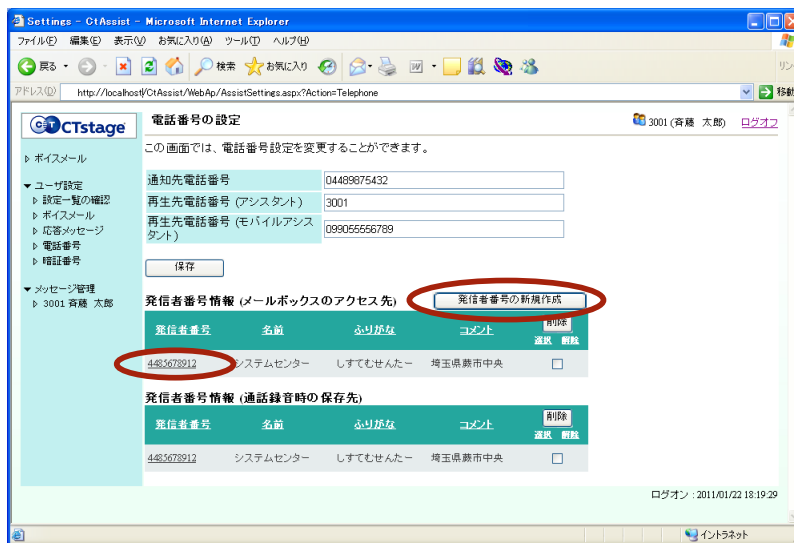 Settings - CtAssist - Microsoft Internet Explorer
ファイル(F) 編集(E) 表示(V) お気に入り(A) ツール(T) ヘルプ(H)
戻る 検索 お気に入り リン
アドレス(D) http://localhost/CtAssist/WebAp/AssistSettings.aspx?Action=Telephone 移動
CTstage
電話番号の設定 3001 (斉藤 太郎) ログオフ
この画面では、電話番号設定を変更することができます。
ボイスメール
ユーザ設定
設定一覧の確認
ボイスメール
応答メッセージ
電話番号
暗証番号
メッセージ管理
3001 斉藤 太郎
通知先電話番号 04489875432
再生先電話番号 (アシスタント) 3001
再生先電話番号 (モバイルアシスタント) 099055556789
保存
発信者番号情報 (メールボックスのアクセス先) 発信者番号の新規作成
発信者番号 名前 ふりがな コメント 削除
選択 解除
4485678912 システムセンター しすてむせんたー 埼玉県蕨市中央
発信者番号情報 (通話録音時の保存先)
発信者番号 名前 ふりがな コメント 削除
選択 解除
4485678912 システムセンター しすてむせんたー 埼玉県蕨市中央
ログオン : 2011/01/22 18:19:29
イントラネット